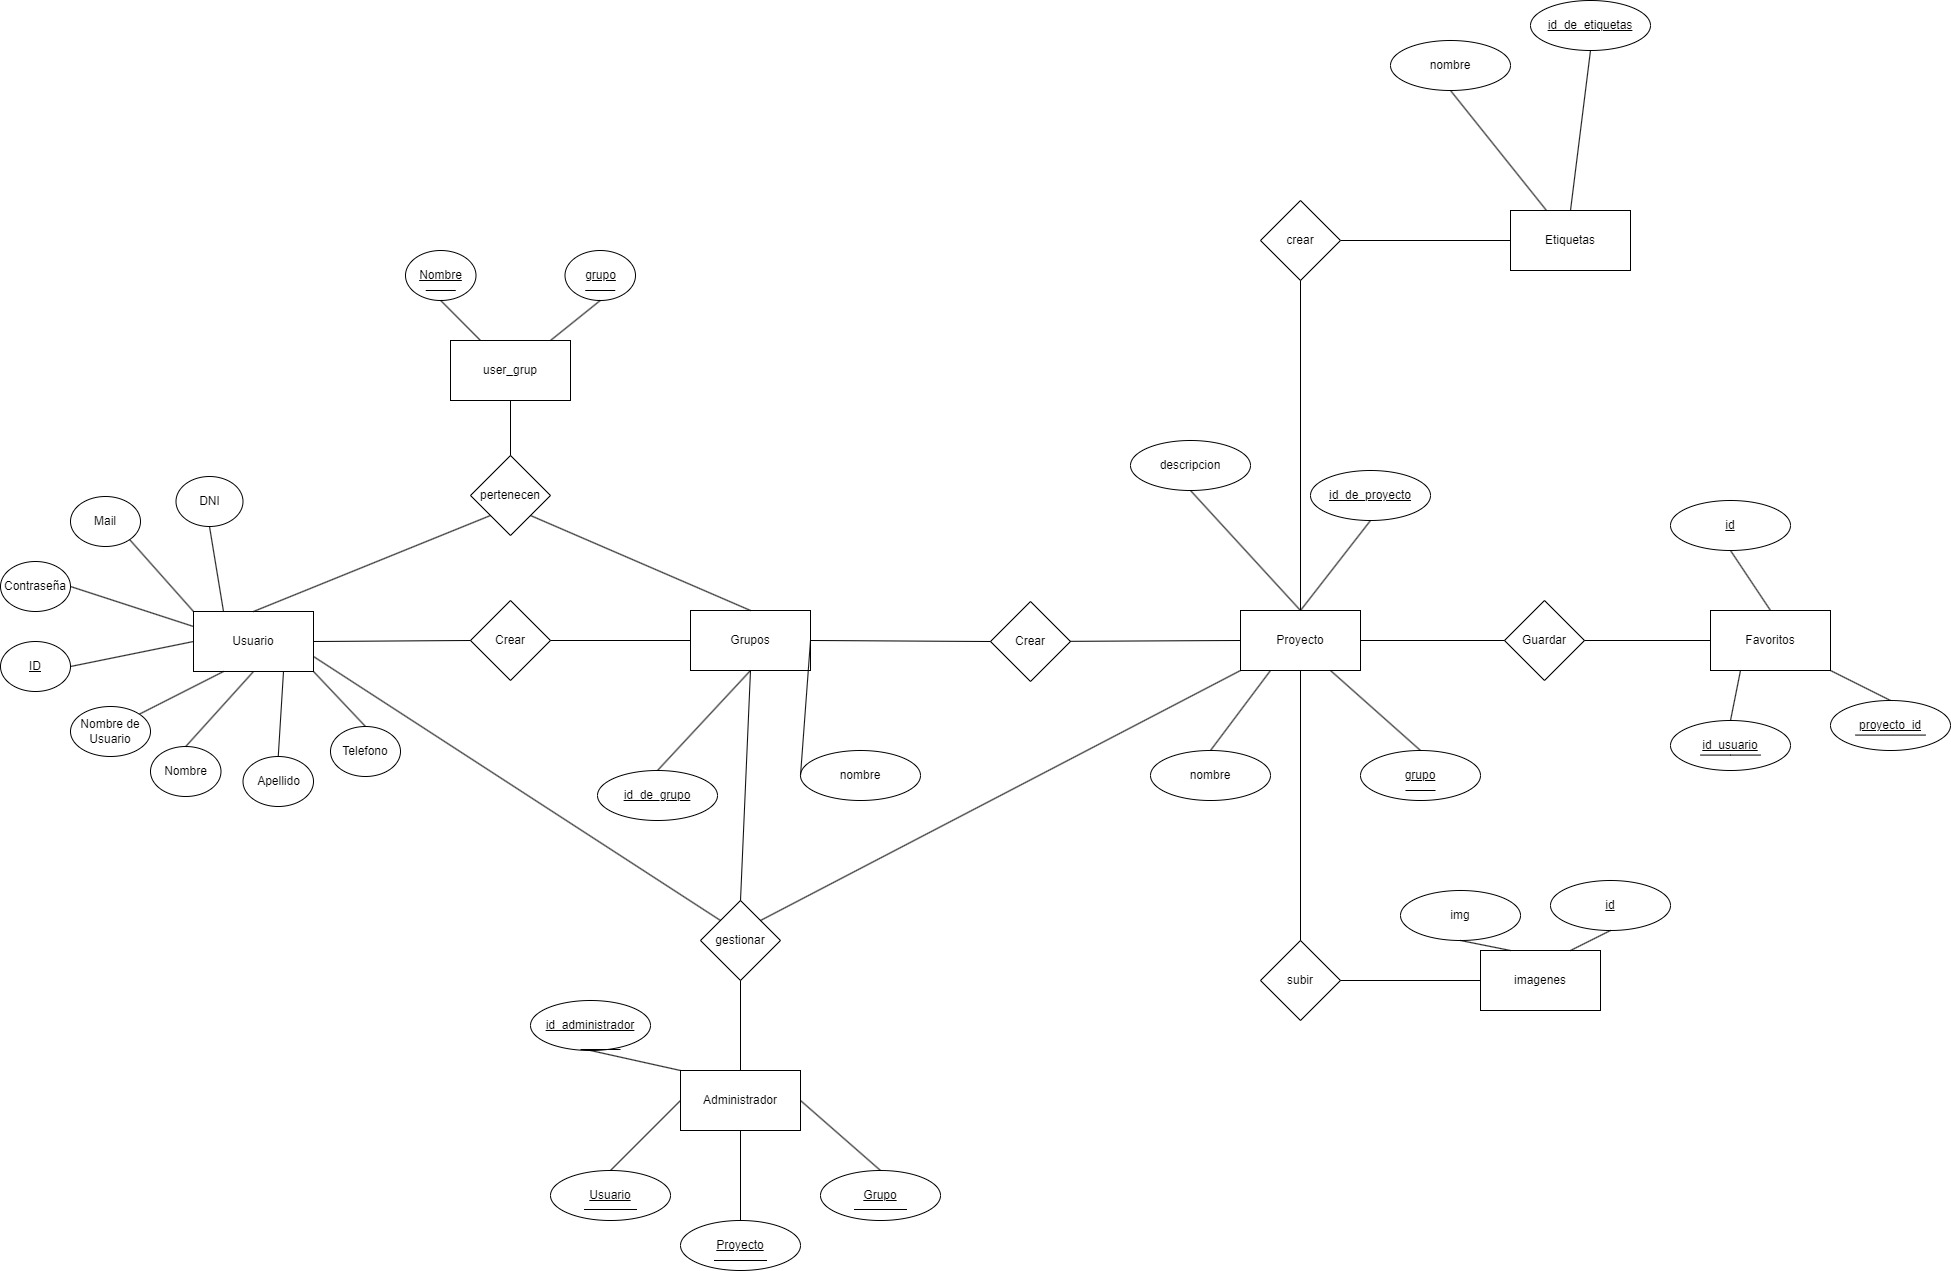 id_de_etiquetas
nombre
crear
Etiquetas
Nombre
grupo
user_grup
descripcion
id_de_proyecto
pertenecen
DNI
Mail
id
Contraseña
Usuario
Crear
Grupos
Crear
Proyecto
Guardar
Favoritos
ID
Nombre de
Usuario
Nombre
Apellido
Telefono
id_de_grupo
nombre
nombre
grupo
id_usuario
proyecto_id
img
id
gestionar
subir
imagenes
id_administrador
Administrador
Usuario
Grupo
Proyecto